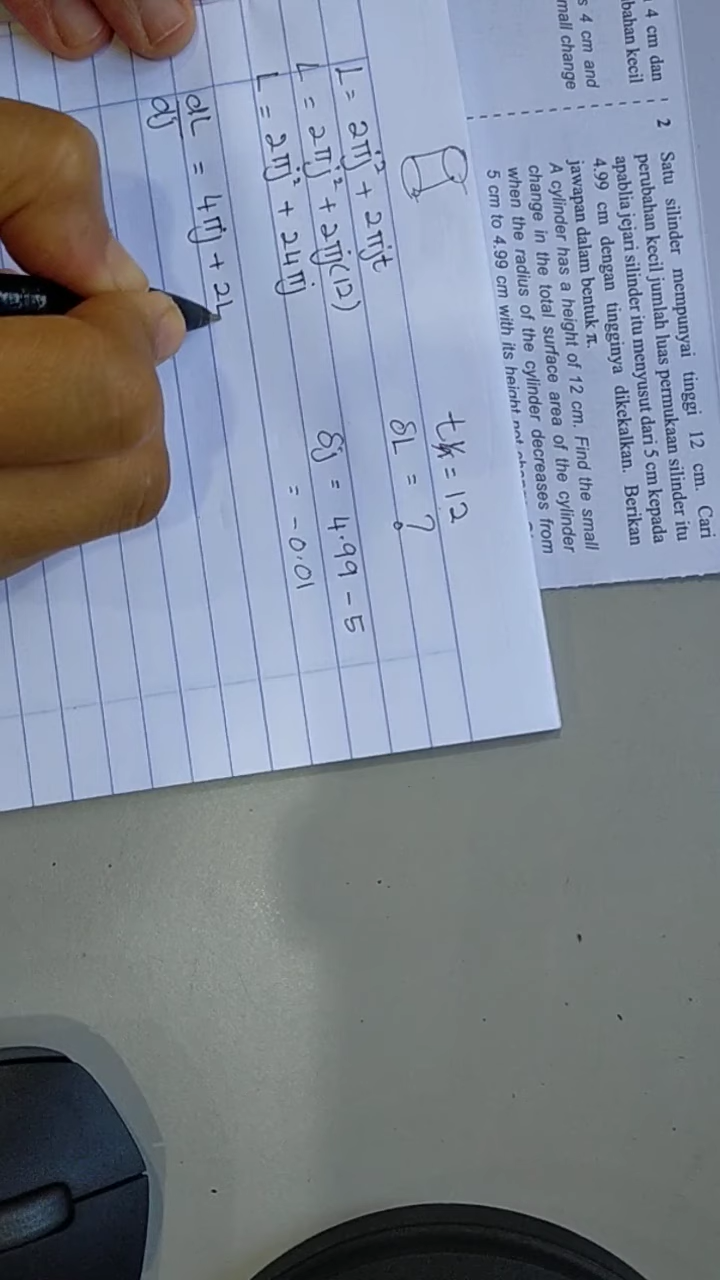 4 cm dan
bahan kecil
s 4 cm and
mall change
2 Satu silinder mempunyai tinggi 12 cm. Cari
perubahan kecil jumlah luas permukaan silinder itu
apablia jejari silinder itu menyusut dari 5 cm kepada
4.99 cm dengan tingginya dikekalkan. Berikan
jawapan dalam bentuk π.
A cylinder has a height of 12 cm. Find the small
change in the total surface area of the cylinder
when the radius of the cylinder decreases from
5 cm to 4.99 cm with its height
t = 12
δL = ?
L = 2πj² + 2πjt
δj = 4.99 - 5
L = 2πj² + 2πj(12)
= -0.01
L = 2πj² + 24πj
dL/dj = 4πj + 2